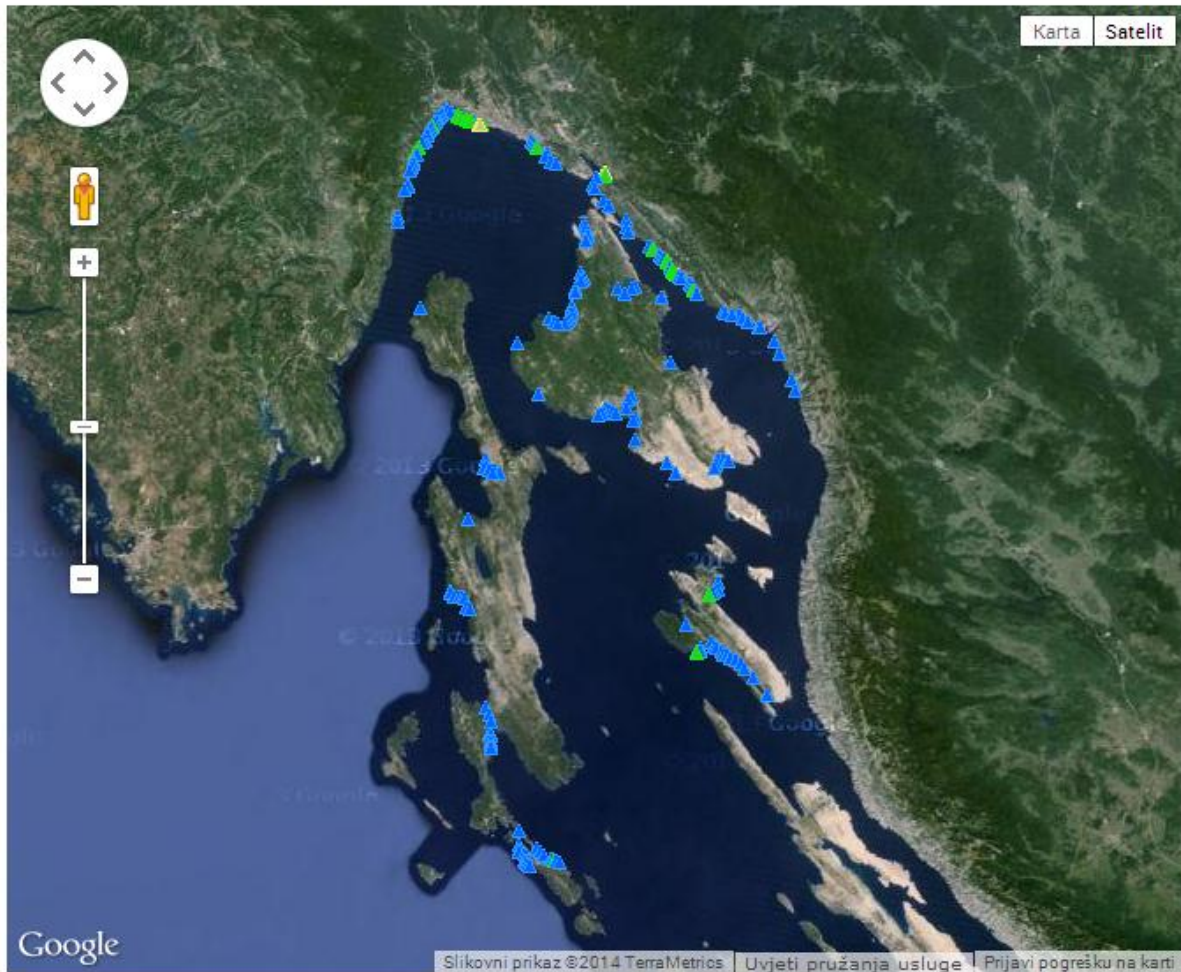 Karta
Satelit
Google
Slikovni prikaz ©2014 TerraMetrics
Uvjeti pružanja usluge
Prijavi pogrešku na karti